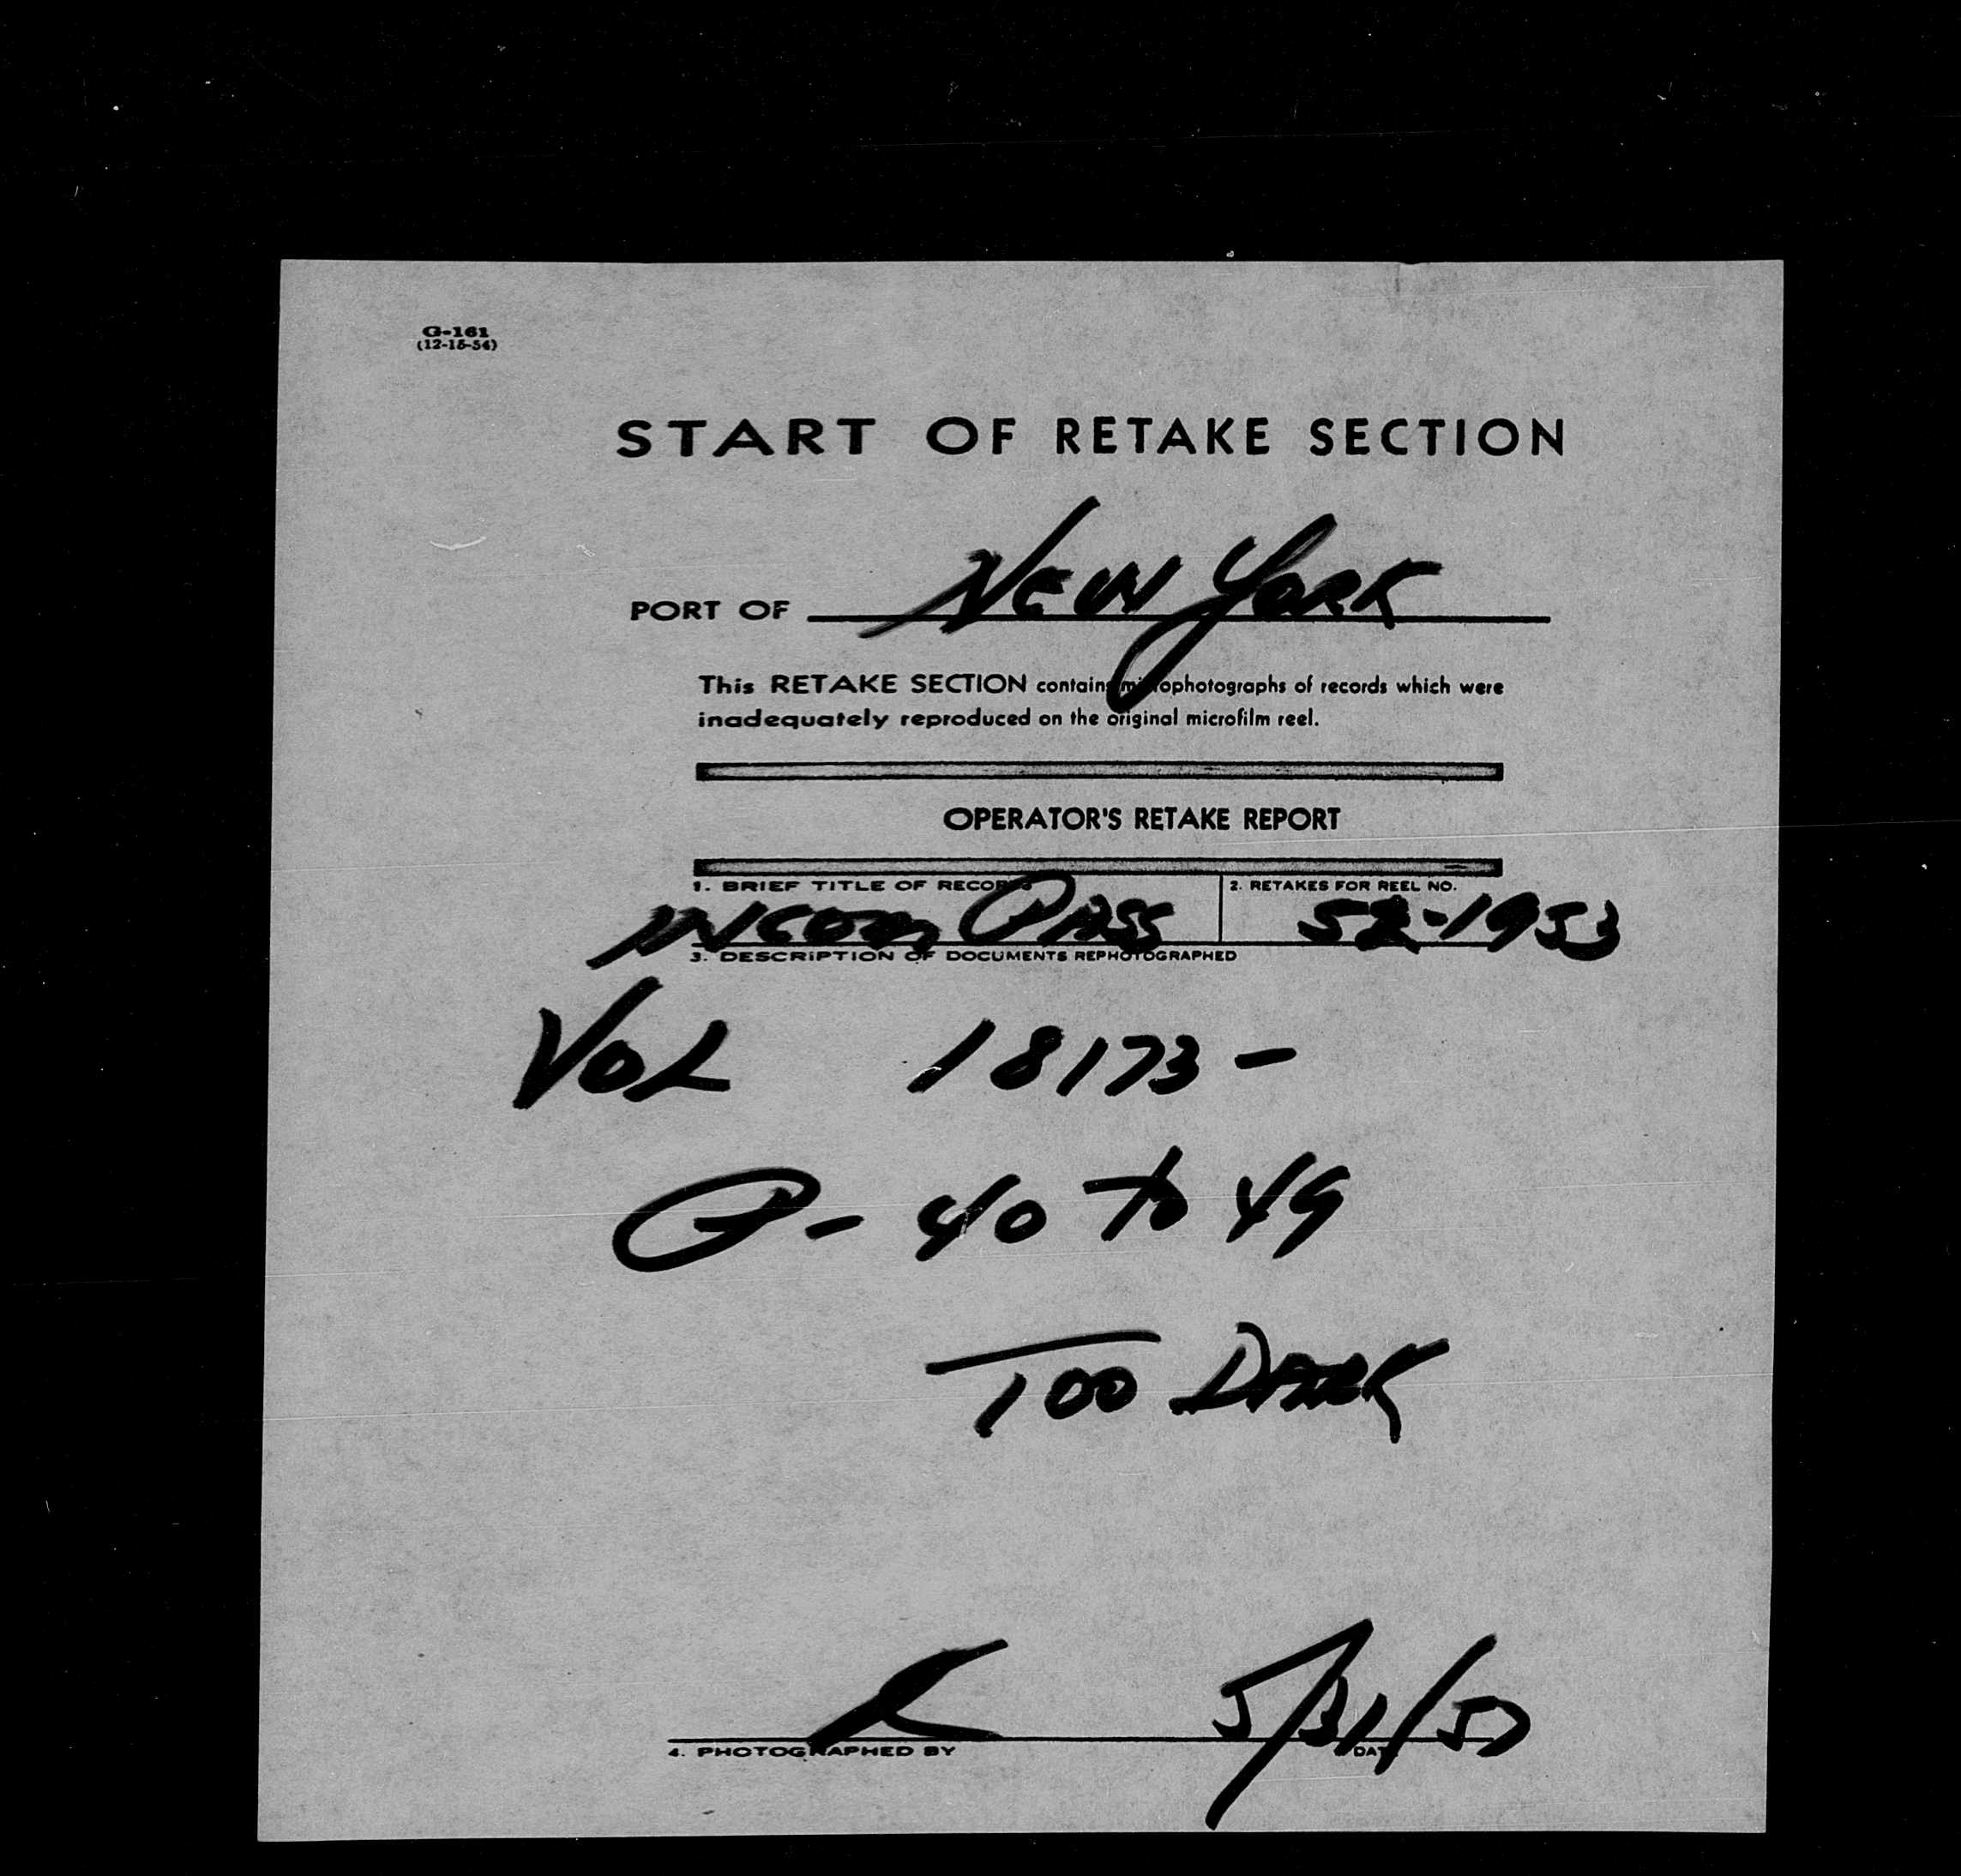 G-161
(12-15-54)
START OF RETAKE SECTION
PORT OF New York
This RETAKE SECTION contains microphotographs of records which were
inadequately reproduced on the original microfilm reel.
OPERATOR'S RETAKE REPORT
1. BRIEF TITLE OF RECORDS 2. RETAKES FOR REEL NO.
INCOM PASS 52-1953
3. DESCRIPTION OF DOCUMENTS REPHOTOGRAPHED
VOL 18173-
P- 40 to 49
TOO DARK
5/31/57
4. PHOTOGRAPHED BY DATE